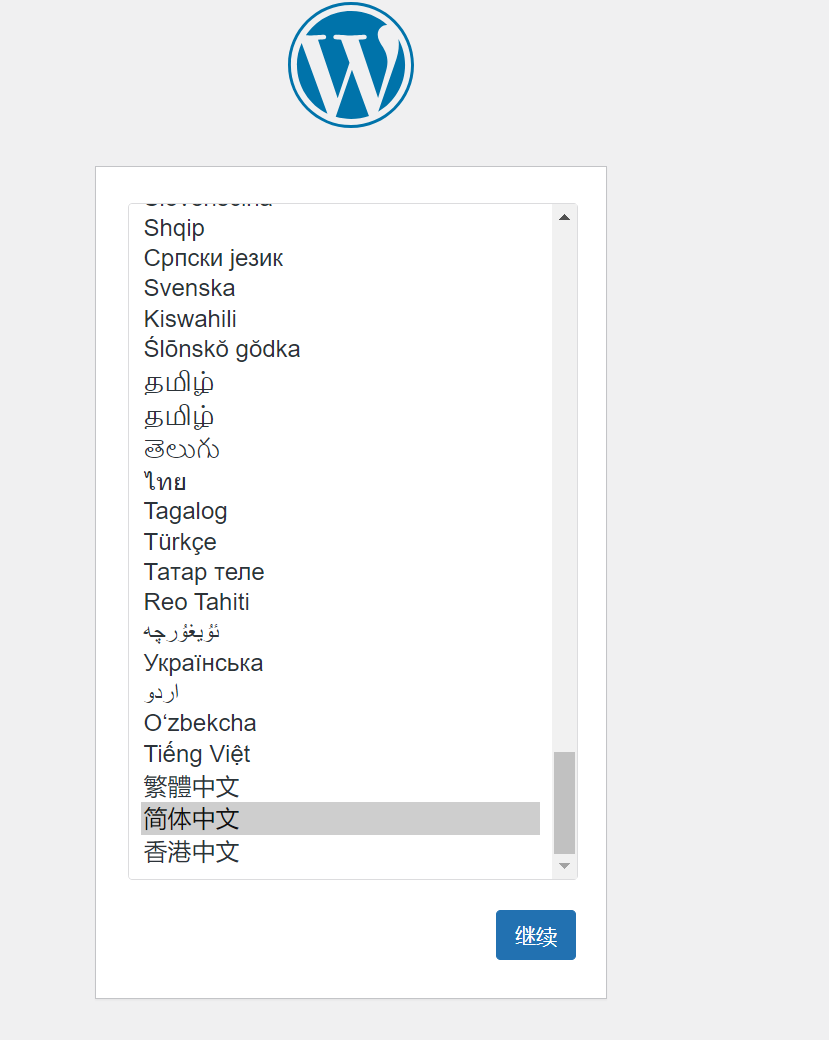 Shqip
Српски језик
Svenska
Kiswahili
Ślōnskŏ gŏdka
தமிழ்
தமிழ்
తెలుగు
ไทย
Tagalog
Türkçe
Татар теле
Reo Tahiti
ئۇيغۇرچە
Українська
اردو
O‘zbekcha
Tiếng Việt
繁體中文
简体中文
香港中文
继续